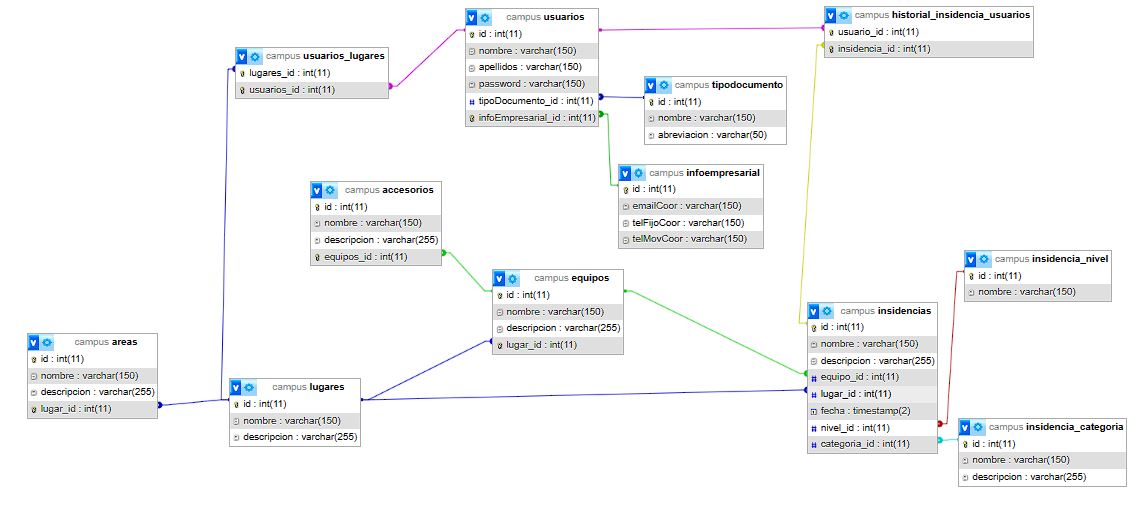 campus usuarios
id : int(11)
nombre : varchar(150)
apellidos : varchar(150)
password : varchar(150)
tipoDocumento_id : int(11)
infoEmpresarial_id : int(11)
campus historial_insidencia_usuarios
usuario_id : int(11)
insidencia_id : int(11)
campus usuarios_lugares
lugares_id : int(11)
usuarios_id : int(11)
campus tipodocumento
id : int(11)
nombre : varchar(150)
abreviacion : varchar(50)
campus infoempresarial
id : int(11)
emailCoor : varchar(150)
telFijoCoor : varchar(150)
telMovCoor : varchar(150)
campus accesorios
id : int(11)
nombre : varchar(150)
descripcion : varchar(255)
equipos_id : int(11)
campus insidencia_nivel
id : int(11)
nombre : varchar(150)
campus equipos
id : int(11)
nombre : varchar(150)
descripcion : varchar(255)
lugar_id : int(11)
campus insidencias
id : int(11)
nombre : varchar(150)
descripcion : varchar(255)
equipo_id : int(11)
lugar_id : int(11)
fecha : timestamp(2)
nivel_id : int(11)
categoria_id : int(11)
campus areas
id : int(11)
nombre : varchar(150)
descripcion : varchar(255)
lugar_id : int(11)
campus lugares
id : int(11)
nombre : varchar(150)
descripcion : varchar(255)
campus insidencia_categoria
id : int(11)
nombre : varchar(150)
descripcion : varchar(255)